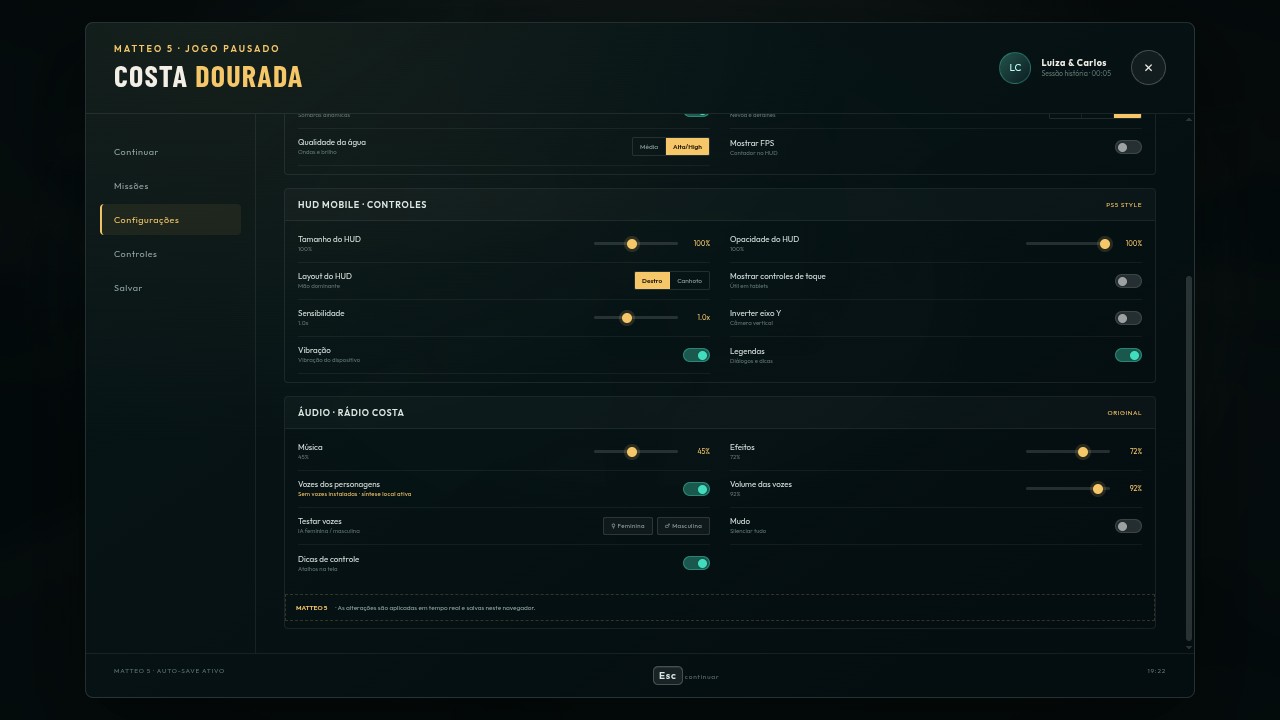 MATTEO 5 · JOGO PAUSADO
COSTA DOURADA
LC
Luiza & Carlos
Sessão história · 00:05
×
Continuar
Missões
Configurações
Controles
Salvar
Sombras dinâmicas
Névoa e detalhes
Qualidade da água
Ondas e brilho
Média
Alta/High
Mostrar FPS
Contador no HUD
HUD MOBILE · CONTROLES
PS5 STYLE
Tamanho do HUD
100%
100%
Opacidade do HUD
100%
100%
Layout do HUD
Mão dominante
Destro
Canhoto
Mostrar controles de toque
Útil em tablets
Sensibilidade
1.0x
1.0x
Inverter eixo Y
Câmera vertical
Vibração
Vibração do dispositivo
Legendas
Diálogos e dicas
ÁUDIO · RÁDIO COSTA
ORIGINAL
Música
45%
45%
Efeitos
72%
72%
Vozes dos personagens
Sem vozes instaladas · síntese local ativa
Volume das vozes
92%
92%
Testar vozes
IA feminina / masculina
♀ Feminina
♂ Masculina
Mudo
Silenciar tudo
Dicas de controle
Atalhos na tela
MATTEO 5 · As alterações são aplicadas em tempo real e salvas neste navegador.
MATTEO 5 · AUTO-SAVE ATIVO
Esc continuar
19:22